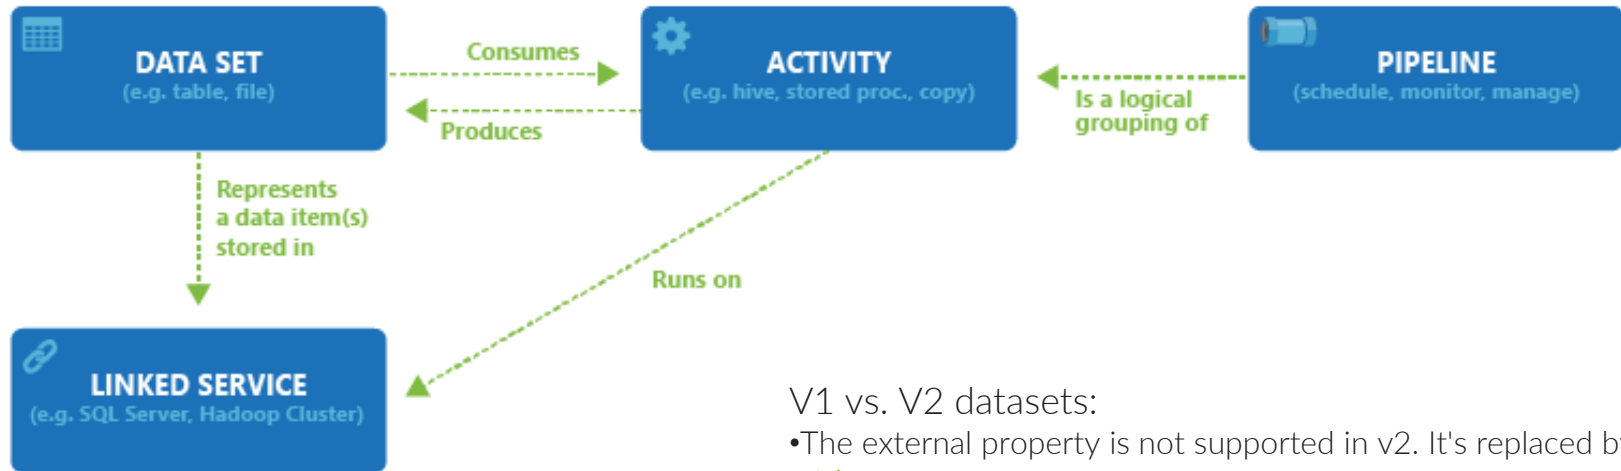 DATA SET
(e.g. table, file)
Consumes
Produces
ACTIVITY
(e.g. hive, stored proc., copy)
Is a logical
grouping of
PIPELINE
(schedule, monitor, manage)
Represents
a data item(s)
stored in
Runs on
LINKED SERVICE
(e.g. SQL Server, Hadoop Cluster)
V1 vs. V2 datasets:
•The external property is not supported in v2. It's replaced by